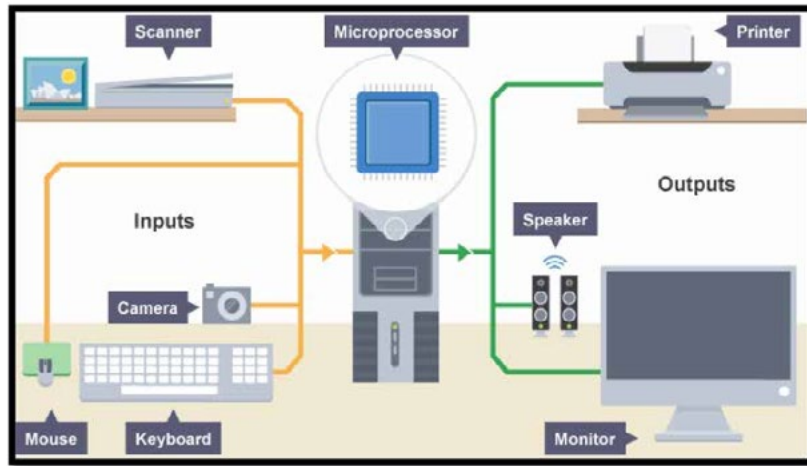 Scanner
Microprocessor
Printer
Inputs
Outputs
Speaker
Camera
Mouse
Keyboard
Monitor